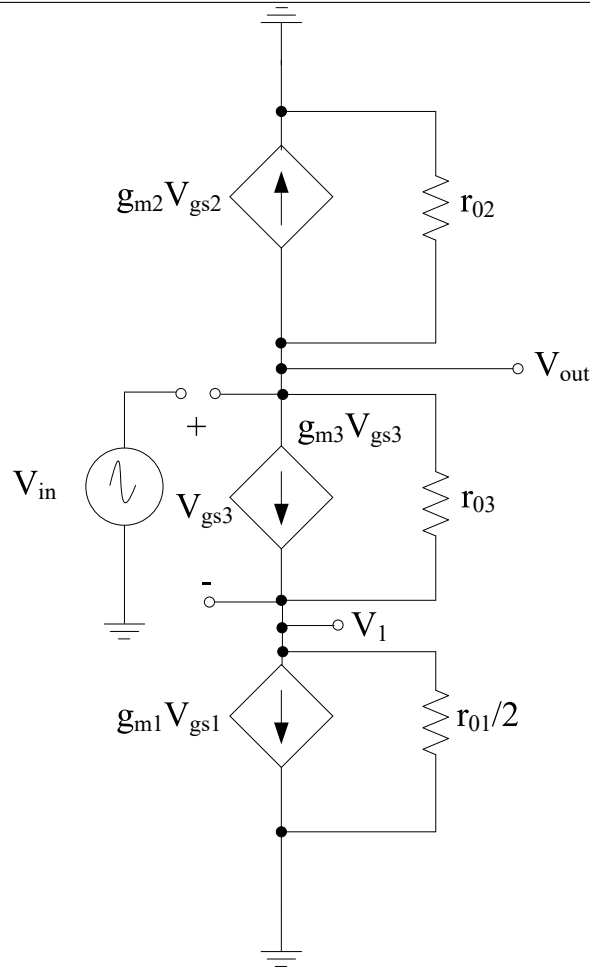 gm2Vgs2
r02
Vout
+
gm3Vgs3
Vin
Vgs3
r03
-
V1
gm1Vgs1
r01/2